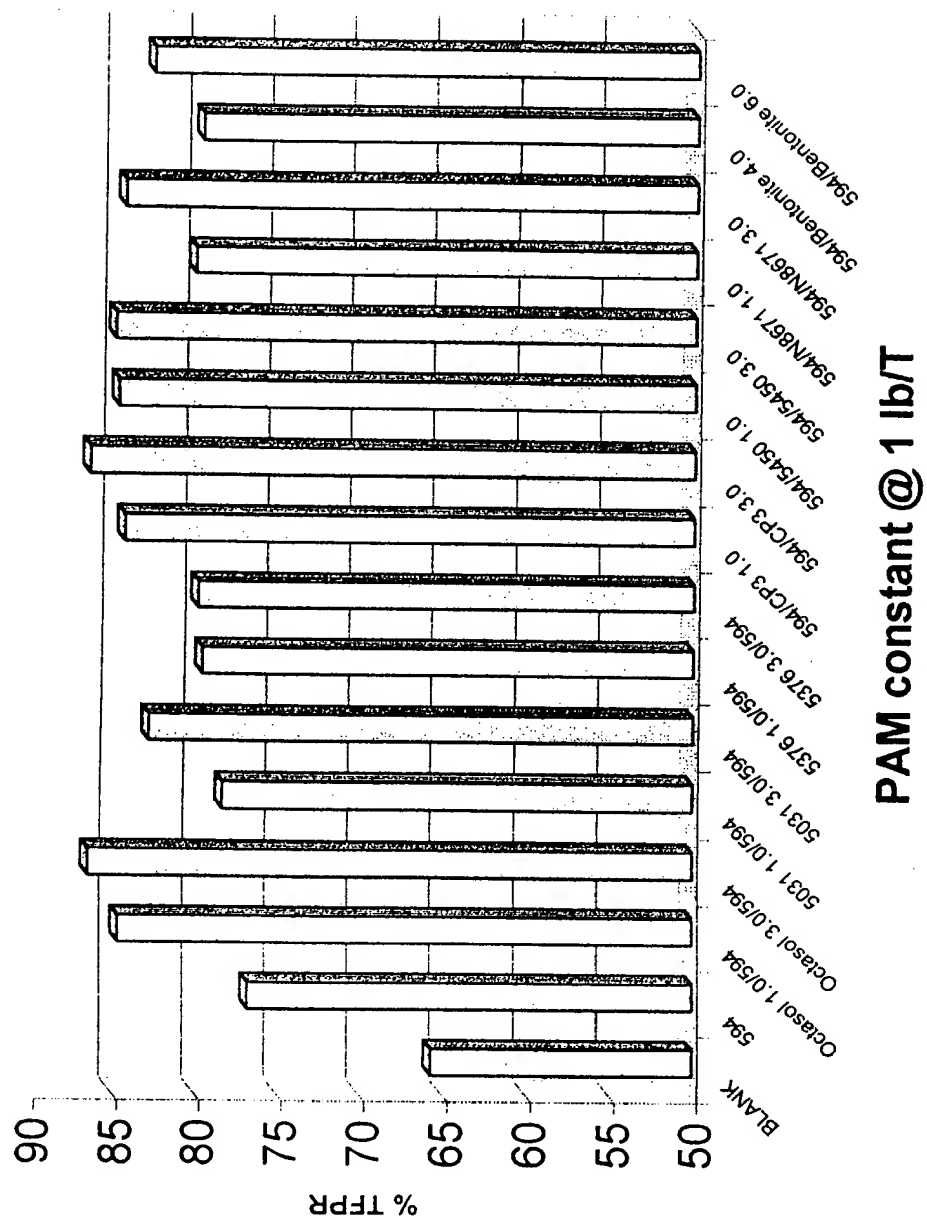 % TFPR
90
85
80
75
70
65
60
55
50
BLANK
594
Octasol 1.0/594
Octasol 3.0/594
5031 1.0/594
5031 3.0/594
5376 1.0/594
5376 3.0/594
594/CP3 1.0
594/CP3 3.0
594/5450 1.0
594/5450 3.0
594/N8671 1.0
594/N8671 3.0
594/Bentonite 4.0
594/Bentonite 6.0
PAM constant @ 1 lb/T